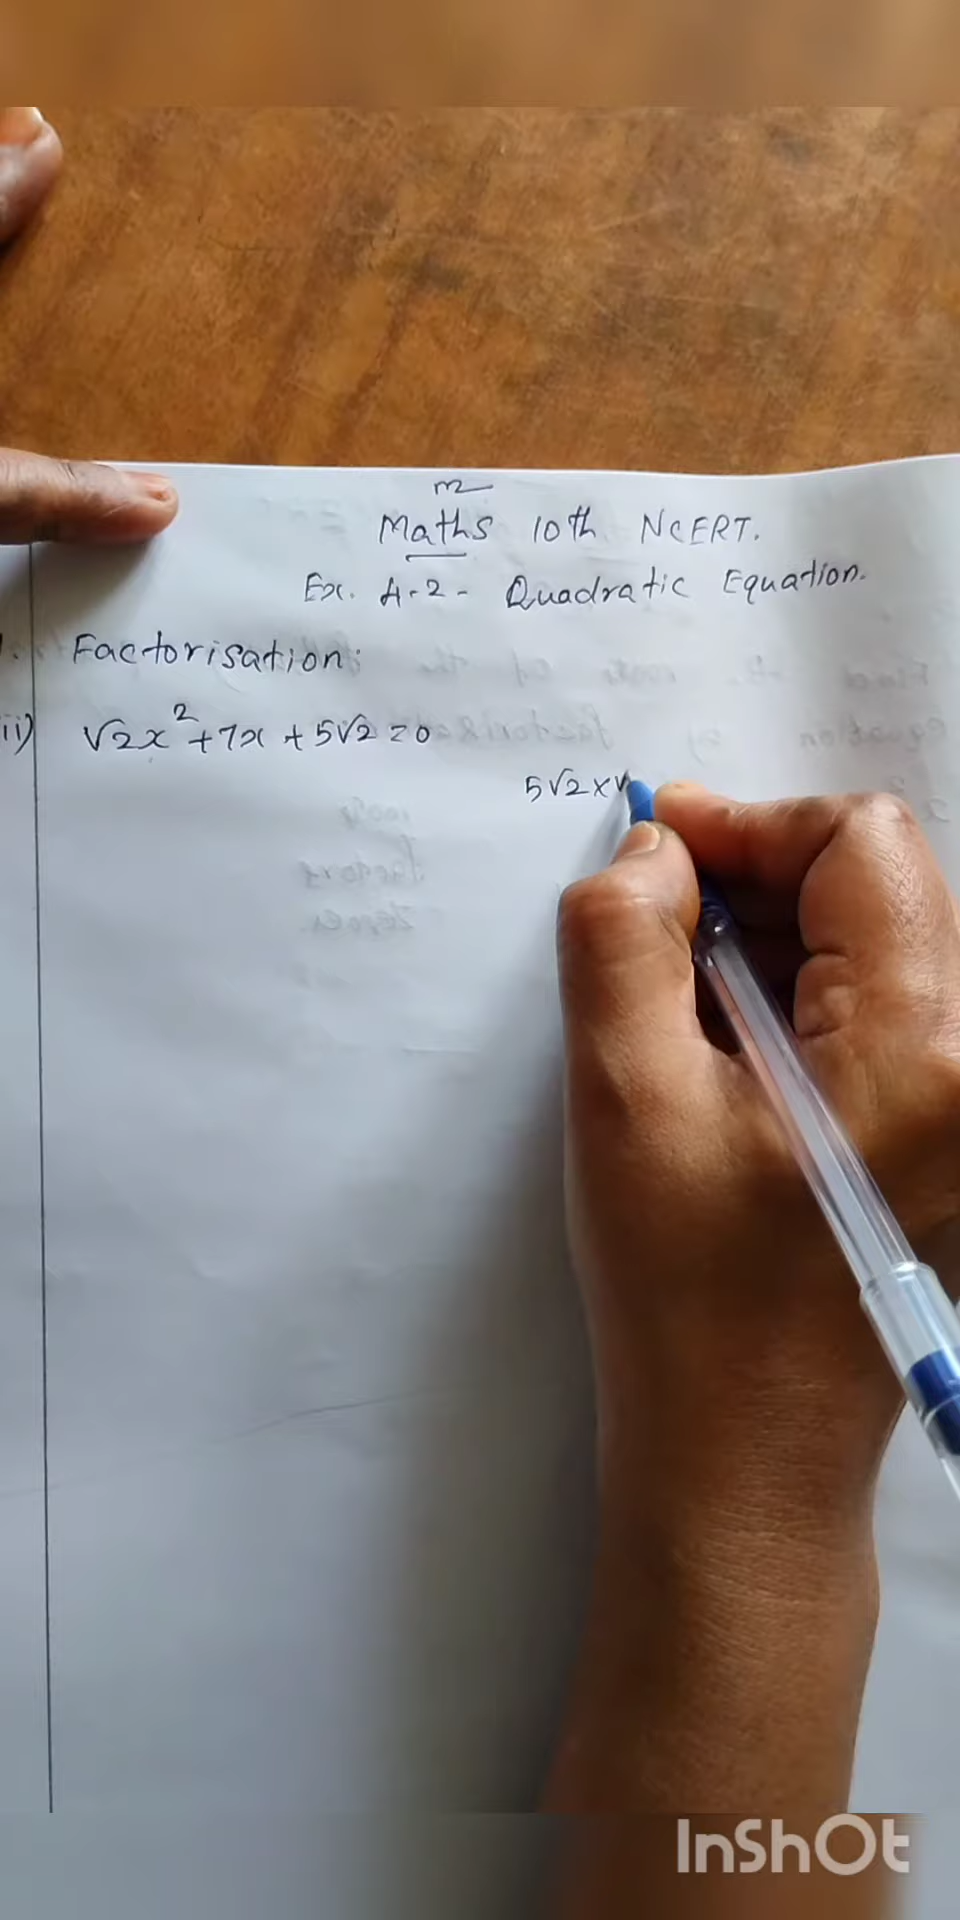 m
Maths 10th NCERT.
Ex. 4.2 - Quadratic Equation.
Factorisation:
ii) √2x² + 7x + 5√2 = 0
5√2 × √
InShOt